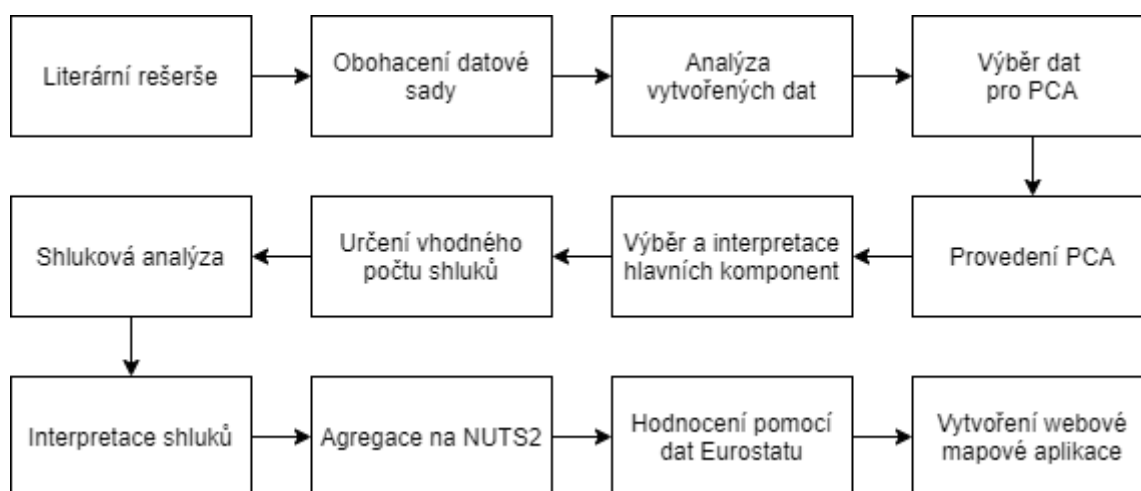 Literární rešerše
Obohacení datové
sady
Analýza
vytvořených dat
Výběr dat
pro PCA
Provedení PCA
Výběr a interpretace
hlavních komponent
Určení vhodného
počtu shluků
Shluková analýza
Interpretace shluků
Agregace na NUTS2
Hodnocení pomocí
dat Eurostatu
Vytvoření webové
mapové aplikace